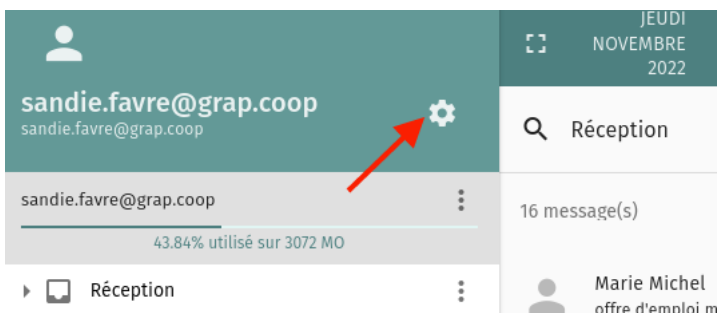 sandie.favre@grap.coop
sandie.favre@grap.coop
sandie.favre@grap.coop
43.84% utilisé sur 3072 MO
Réception
JEUDI
NOVEMBRE
2022
Réception
16 message(s)
Marie Michel
offre d'emploi m